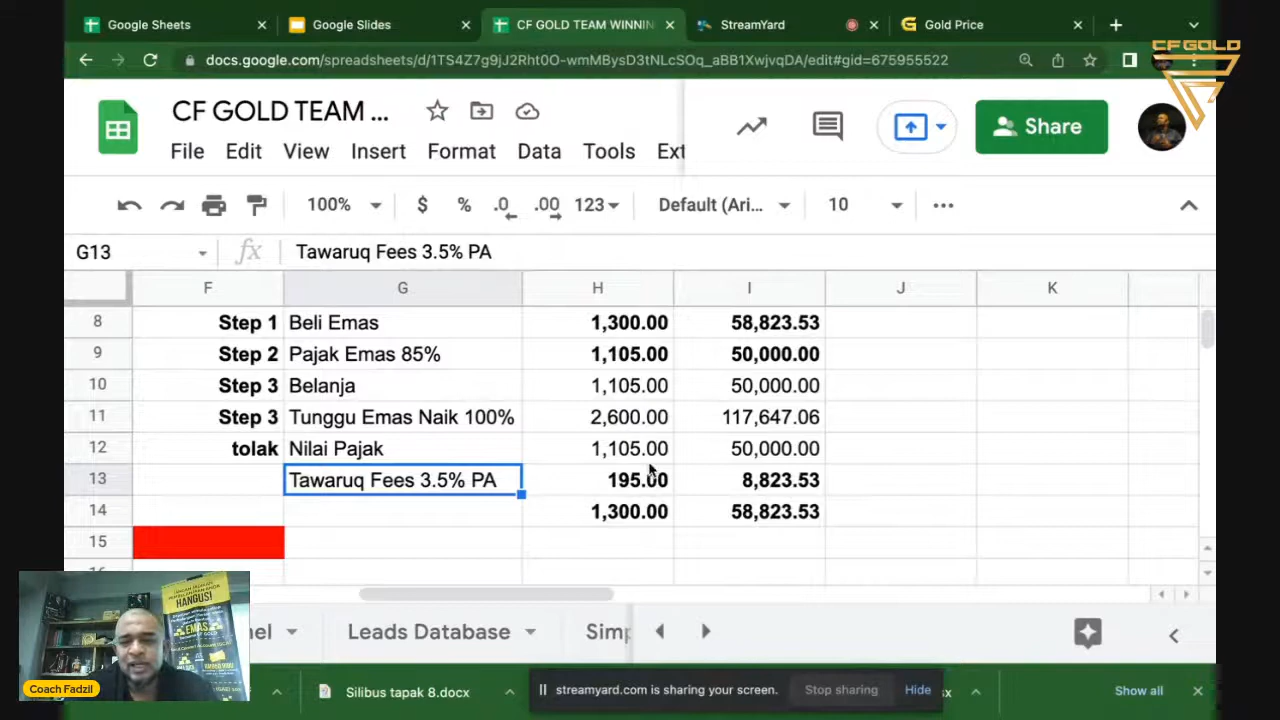 Google Sheets
Google Slides
CF GOLD TEAM WINNIN
StreamYard
Gold Price
docs.google.com/spreadsheets/d/1TS4Z7g9jJ2Rht0O-wmMBysD3tNLcSOq_aBB1XwjvqDA/edit#gid=675955522
CF GOLD
CF GOLD TEAM ...
Share
File Edit View Insert Format Data Tools Ext
100% $ % .0 .00 123 Default (Ari... 10 ...
G13 fx Tawaruq Fees 3.5% PA
F G H I J K
8 Step 1 Beli Emas 1,300.00 58,823.53
9 Step 2 Pajak Emas 85% 1,105.00 50,000.00
10 Step 3 Belanja 1,105.00 50,000.00
11 Step 3 Tunggu Emas Naik 100% 2,600.00 117,647.06
12 tolak Nilai Pajak 1,105.00 50,000.00
13 Tawaruq Fees 3.5% PA 195.00 8,823.53
14 1,300.00 58,823.53
15
HANGUS!
EMAS
nel Leads Database Simp
Coach Fadzil
Silibus tapak 8.docx
streamyard.com is sharing your screen. Stop sharing Hide
sx
Show all